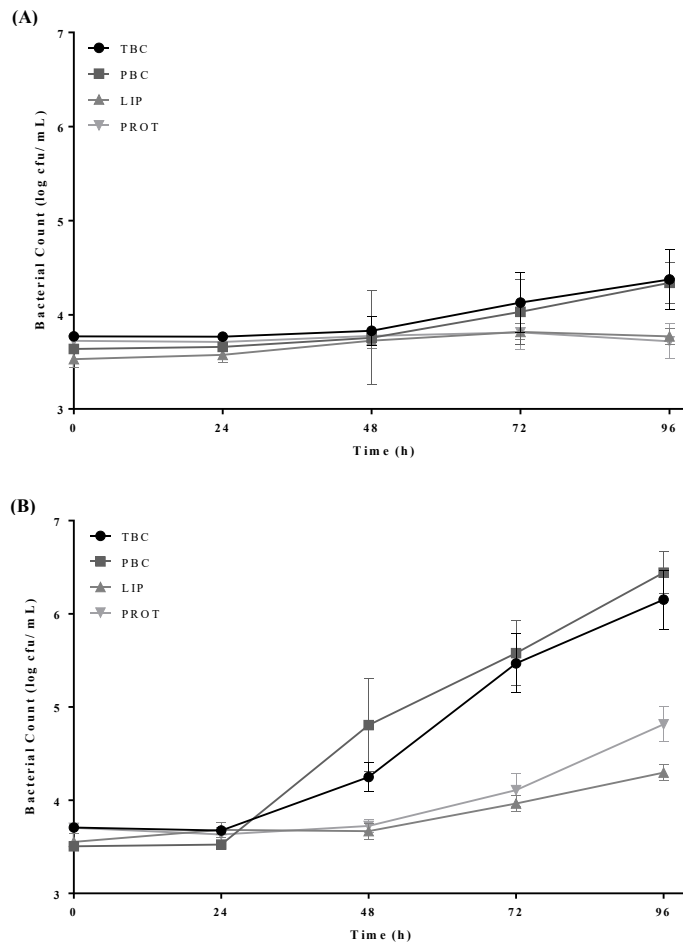 (A)
7
TBC
PBC
LIP
PROT
6
5
4
3
Bacterial Count (log cfu/ mL)
0 24 48 72 96
Time (h)
(B)
7
TBC
PBC
LIP
PROT
6
5
4
3
Bacterial Count (log cfu/ mL)
0 24 48 72 96
Time (h)